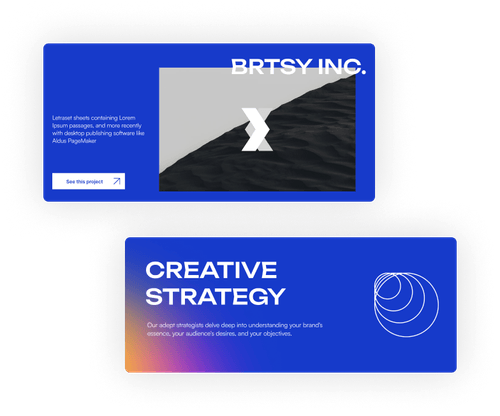 BRTSY INC.
Letraset sheets containing Lorem
Ipsum passages, and more recently
with desktop publishing software like
Aldus PageMaker
See this project
CREATIVE
STRATEGY
Our adept strategists delve deep into understanding your brand's
essence, your audience's desires, and your objectives.